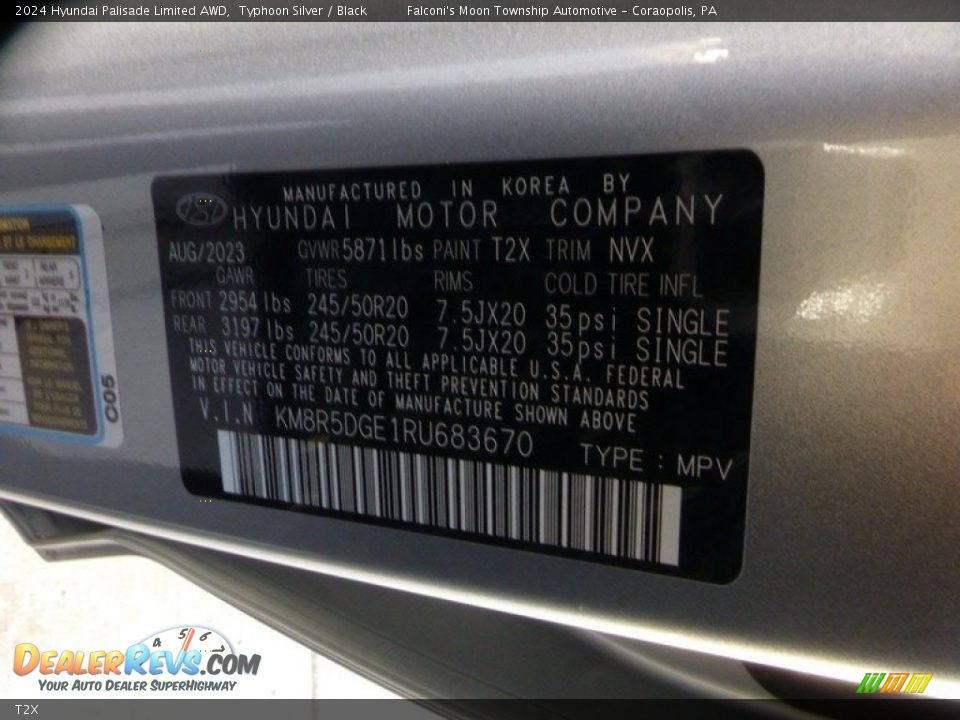 2024 Hyundai Palisade Limited AWD, Typhoon Silver / Black Falconi's Moon Township Automotive - Coraopolis, PA
MANUFACTURED IN KOREA BY
HYUNDAI MOTOR COMPANY
AUG/2023 GVWR 5871 lbs PAINT T2X TRIM NVX
GAWR TIRES RIMS COLD TIRE INFL
FRONT 2954 lbs 245/50R20 7.5JX20 35psi SINGLE
REAR 3197 lbs 245/50R20 7.5JX20 35psi SINGLE
THIS VEHICLE CONFORMS TO ALL APPLICABLE U.S.A. FEDERAL
MOTOR VEHICLE SAFETY AND THEFT PREVENTION STANDARDS
IN EFFECT ON THE DATE OF MANUFACTURE SHOWN ABOVE
V.I.N KM8R5DGE1RU683670
TYPE : MPV
C05
4 5 6
DEALERREVS.COM
YOUR AUTO DEALER SUPERHIGHWAY
T2X